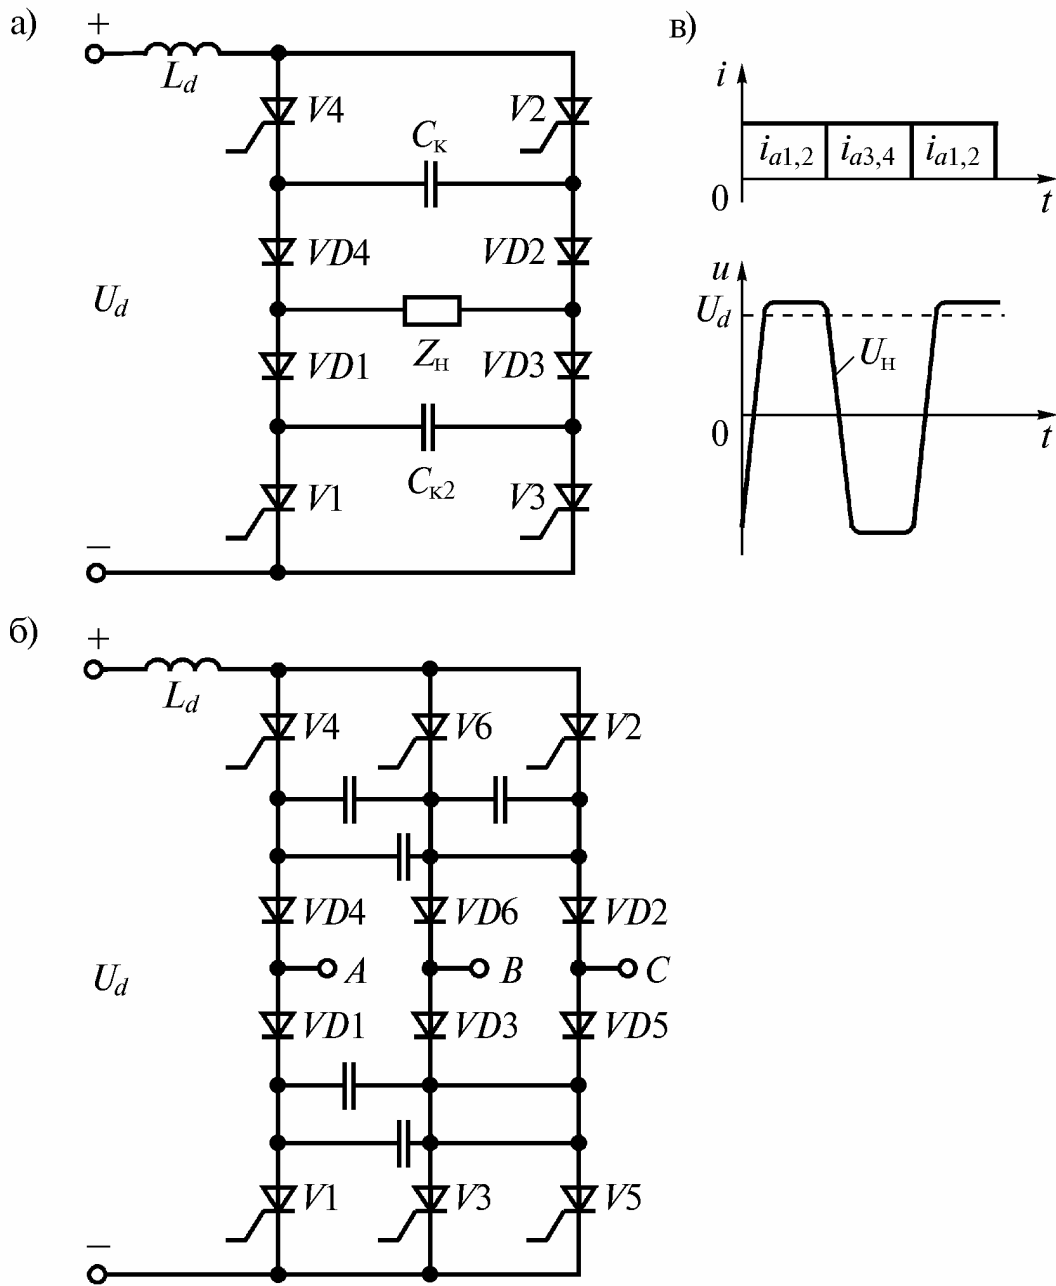 а)
+
L_d
V4
V2
C_к
VD4
VD2
U_d
Z_н
VD1
VD3
C_к2
V1
V3
−
в)
i
i_a1,2
i_a3,4
i_a1,2
0
t
u
U_d
U_н
0
t
б)
+
L_d
V4
V6
V2
VD4
VD6
VD2
U_d
A
B
C
VD1
VD3
VD5
V1
V3
V5
−